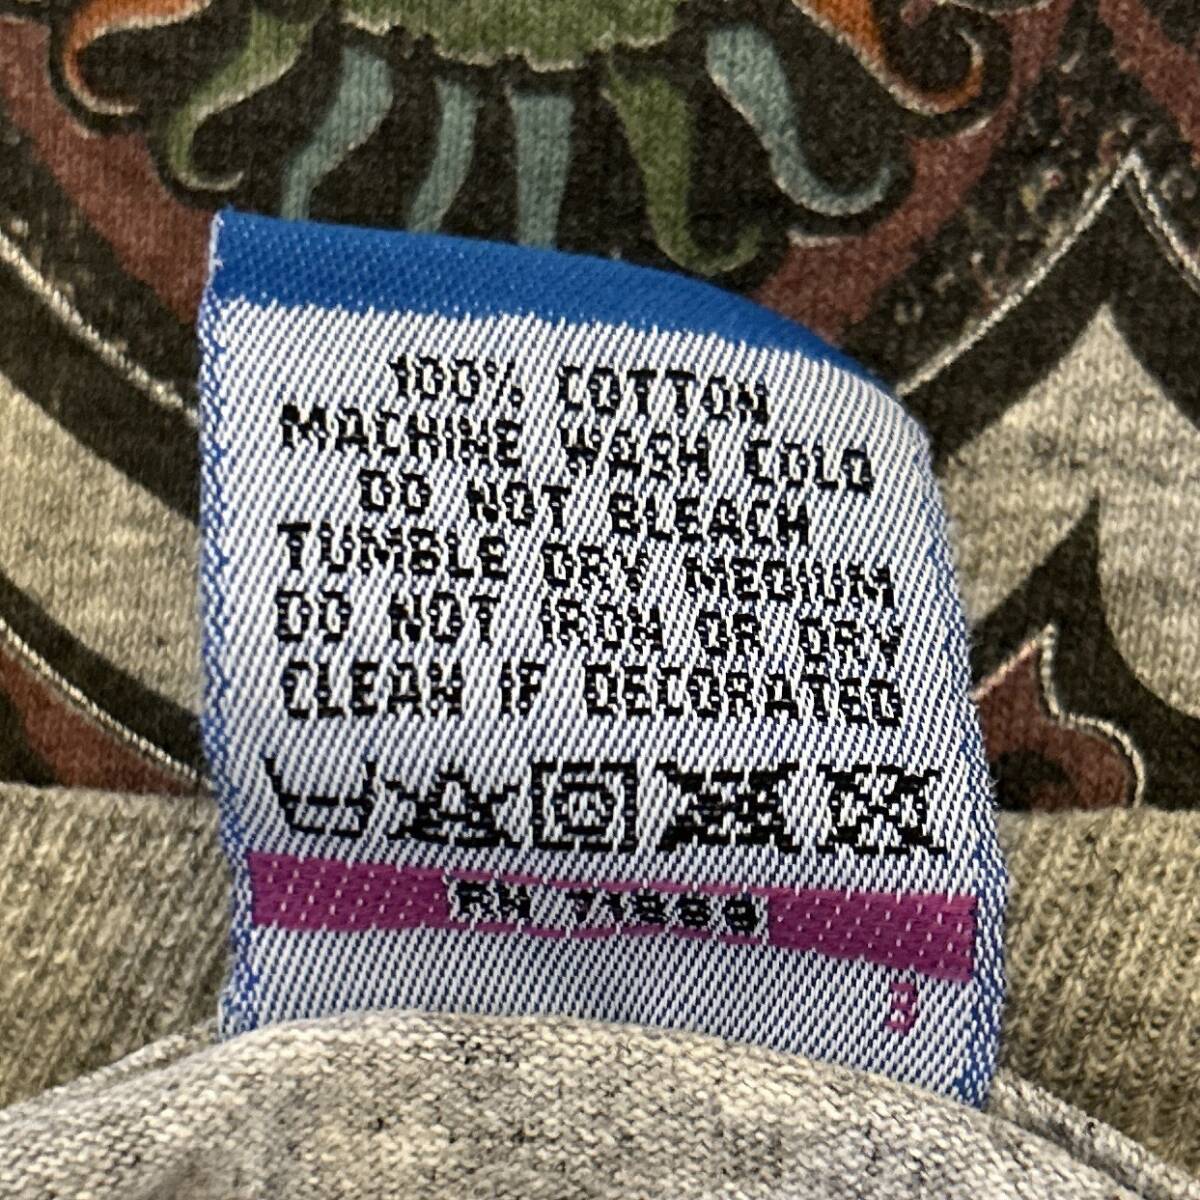 100% COTTON
MACHINE WASH COLD
DO NOT BLEACH
TUMBLE DRY MEDIUM
DO NOT IRON OR DRY
CLEAN IF DECORATED
RN